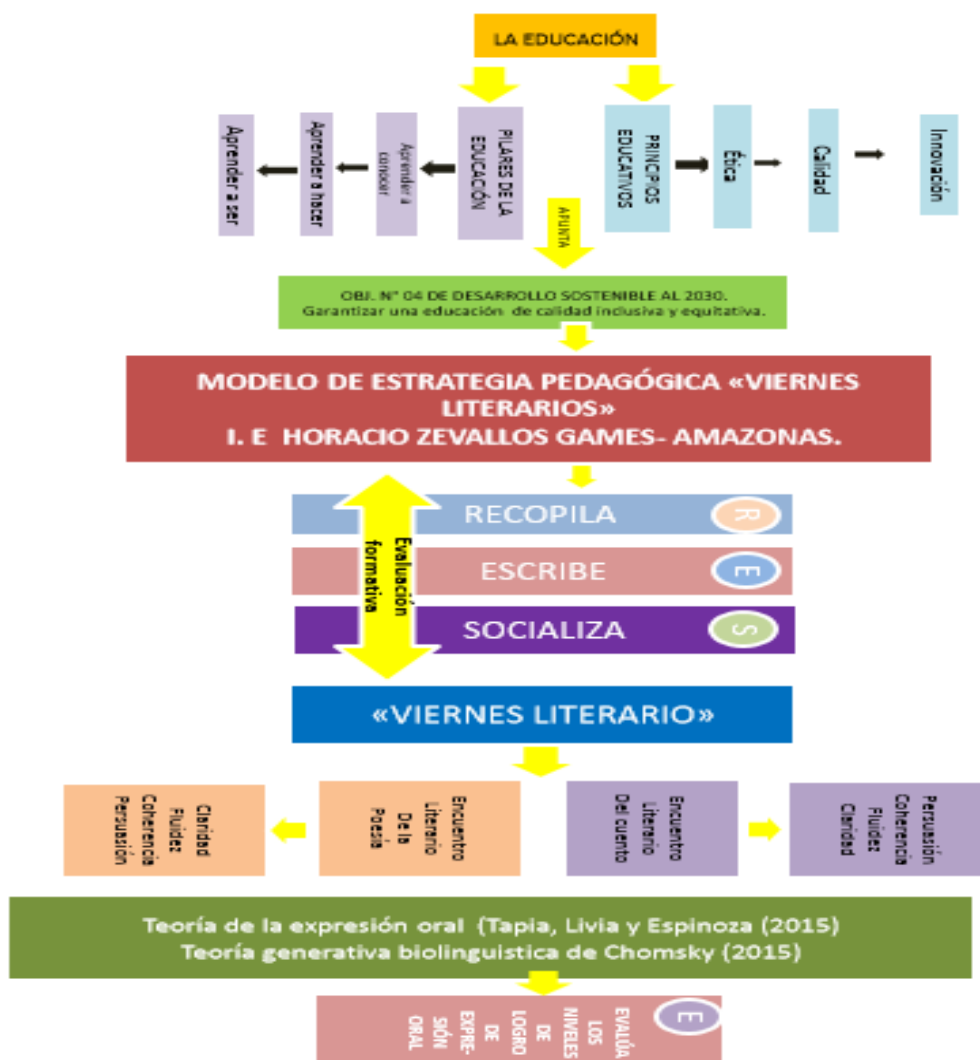 LA EDUCACIÓN
Aprender a ser
Aprender a hacer
Aprender a
conocer
PILARES DE LA
EDUCACIÓN
PRINCIPIOS
EDUCATIVOS
Ética
Calidad
Innovación
APUNTA
OBJ. N° 04 DE DESARROLLO SOSTENIBLE AL 2030.
Garantizar una educación de calidad inclusiva y equitativa.
MODELO DE ESTRATEGIA PEDAGÓGICA «VIERNES
LITERARIOS»
I. E HORACIO ZEVALLOS GAMES- AMAZONAS.
RECOPILA R
ESCRIBE E
SOCIALIZA S
Evaluación
formativa
«VIERNES LITERARIO»
Claridad
Fluidez
Coherencia
Persuasión
Encuentro
Literario
De la
Poesía
Encuentro
Literario
Del cuento
Persuasión
Coherencia
Fluidez
Claridad
Teoría de la expresión oral {Tapia, Livia y Espinoza (2015)
Teoría generativa biolinguistica de Chomsky (2015)
E
EVALÚA
LOS
NIVELES
DE
LOGRO
DE
EXPRE-
SIÓN
ORAL